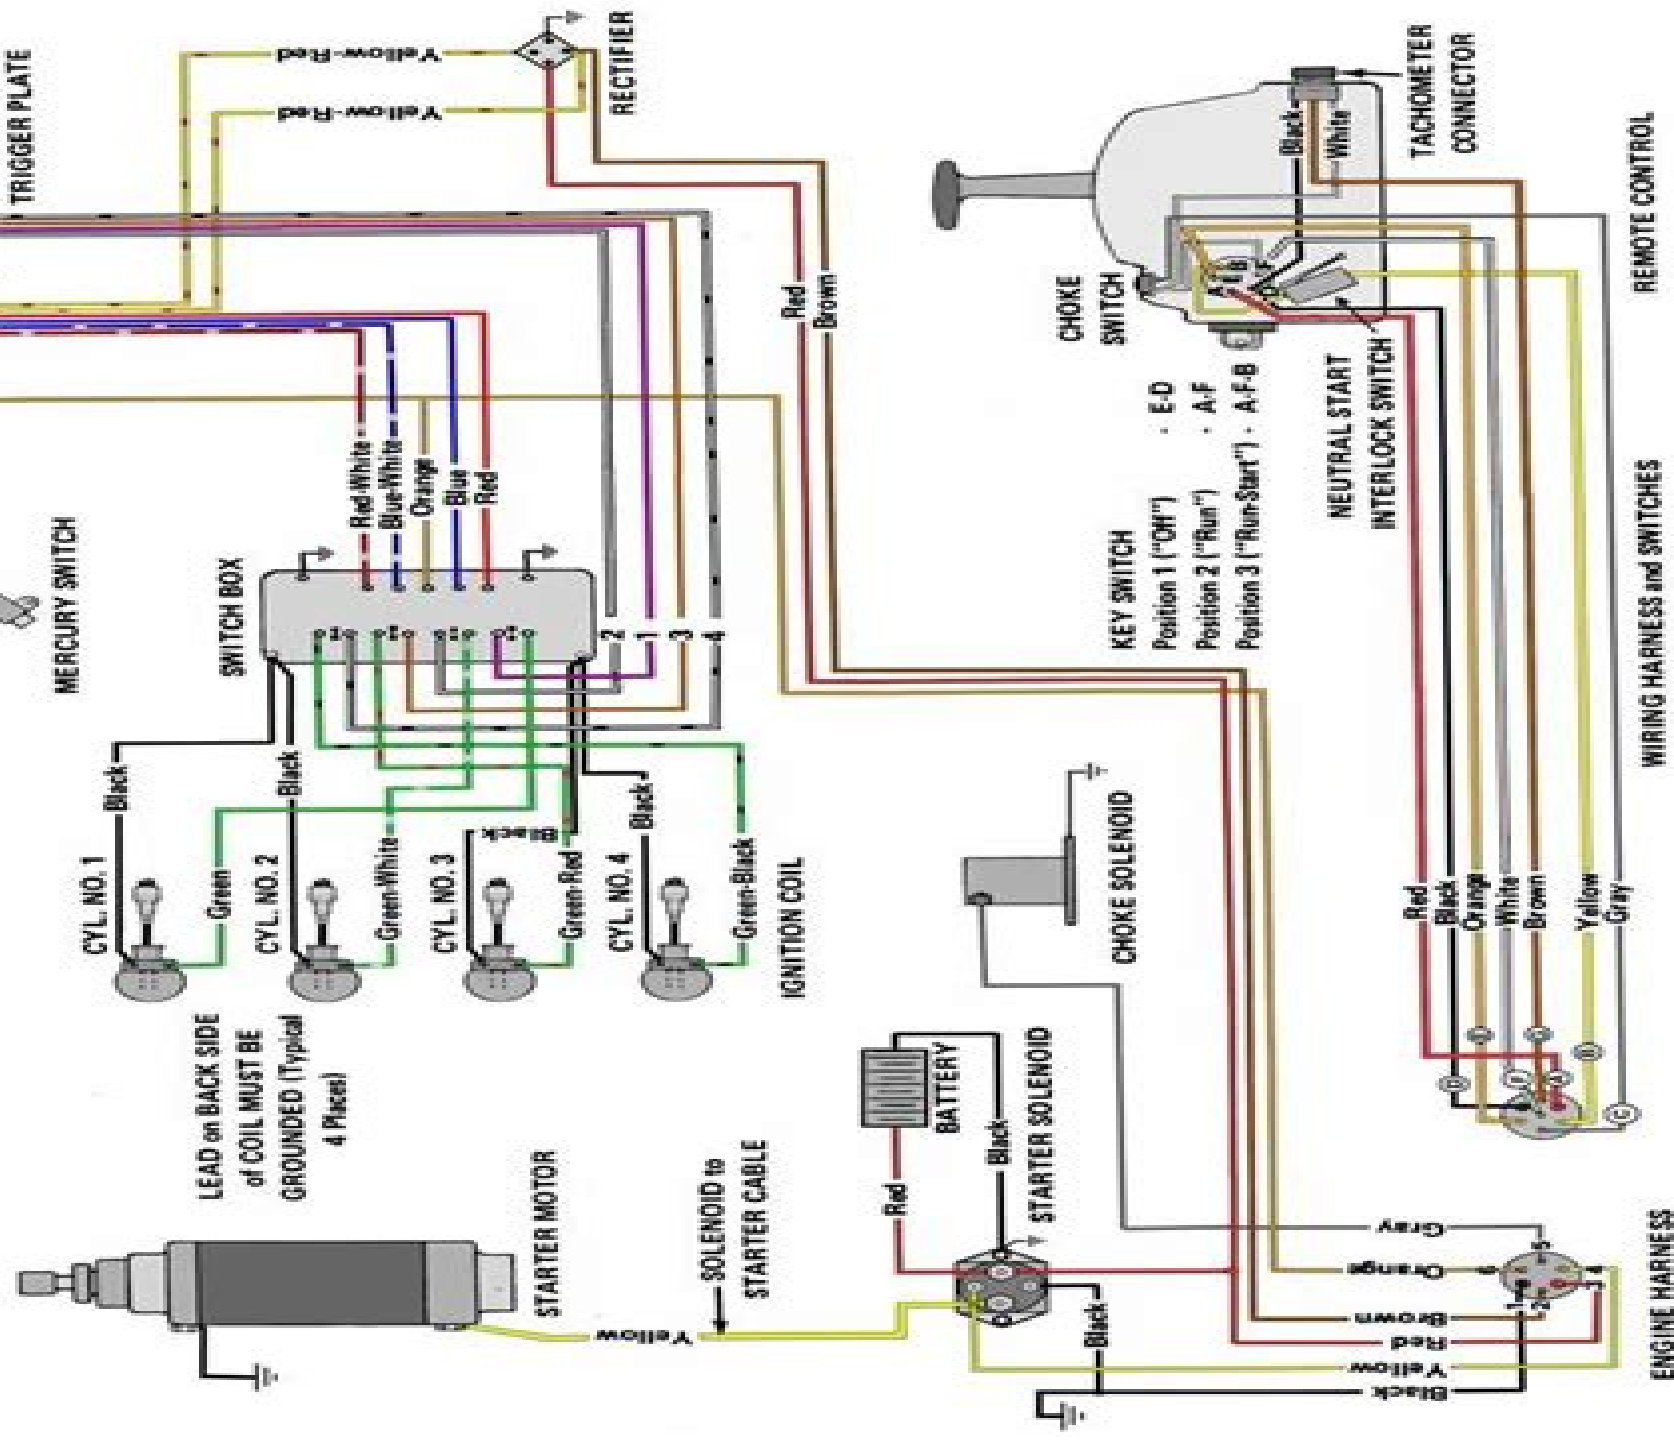 TRIGGER PLATE
Yellow-Red
Yellow-Red
RECTIFIER
MERCURY SWITCH
SWITCH BOX
Red-White
Blue-White
Orange
Blue
Red
2
1
3
4
Red
Brown
Black
CYL. NO. 1
Green
Black
CYL. NO. 2
Green-White
Black
CYL. NO. 3
Green-Red
Black
CYL. NO. 4
Green-Black
IGNITION COIL
LEAD on BACK SIDE
of COIL MUST BE
GROUNDED (Typical
4 Places)
STARTER MOTOR
Yellow
SOLENOID to
STARTER CABLE
BATTERY
Red
Black
STARTER SOLENOID
Black
CHOKE SOLENOID
CHOKE
SWITCH
Black
White
TACHOMETER
CONNECTOR
REMOTE CONTROL
A
B
F
KEY SWITCH
Position 1 ("Off") - E-D
Position 2 ("Run") - A-F
Position 3 ("Run-Start") - A-F-B
NEUTRAL START
INTERLOCK SWITCH
WIRING HARNESS and SWITCHES
Red
Black
Orange
White
Brown
Yellow
Gray
D
F
A
B
C
Gray
Orange
Brown
Red
Yellow
Black
5
6
1
2
3
4
ENGINE HARNESS